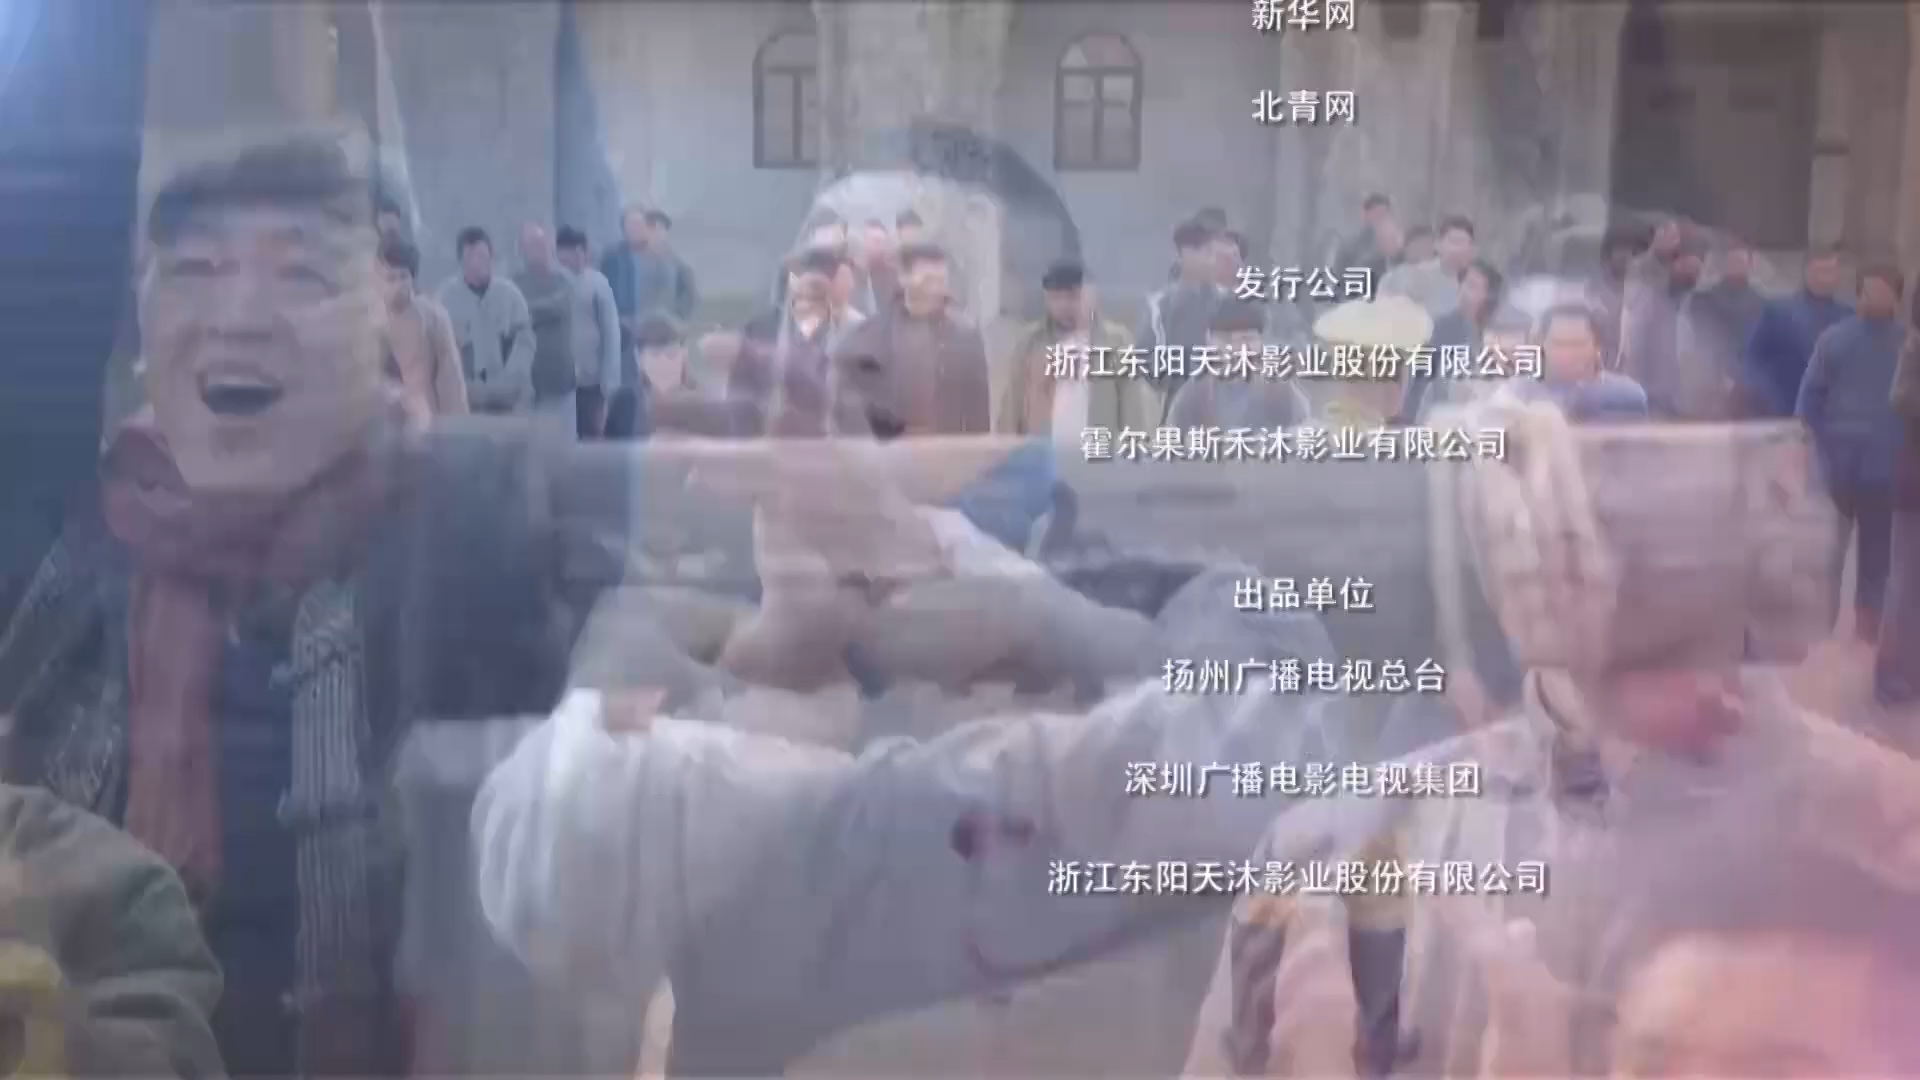 新华网
北青网
发行公司
浙江东阳天沐影业股份有限公司
霍尔果斯禾沐影业有限公司
出品单位
扬州广播电视总台
深圳广播电影电视集团
浙江东阳天沐影业股份有限公司